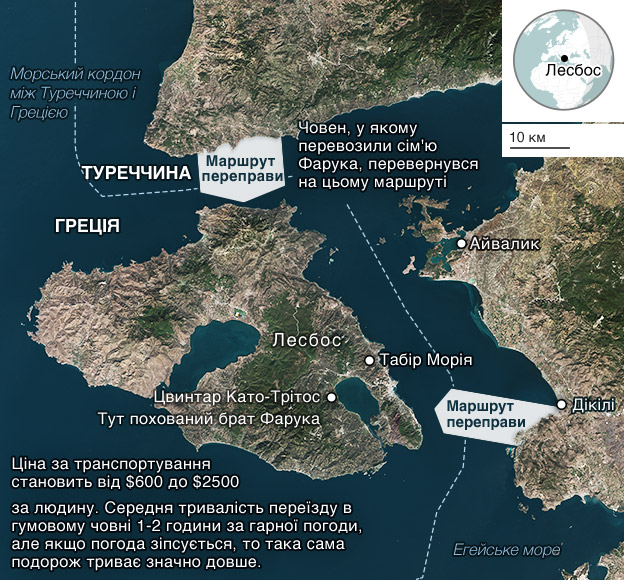 Лесбос
10 км
Морський кордон
між Туреччиною і
Грецією
ТУРЕЧЧИНА
Маршрут
переправи
Човен, у якому
перевозили сім'ю
Фарука, перевернувся
на цьому маршруті
ГРЕЦІЯ
Айвалик
Лесбос
Табір Морія
Цвинтар Като-Трітос
Тут похований брат Фарука
Маршрут
переправи
Дікілі
Ціна за транспортування
становить від $600 до $2500
за людину. Середня тривалість переїзду в
гумовому човні 1-2 години за гарної погоди,
але якщо погода зіпсується, то така сама
подорож триває значно довше.
Егейське море